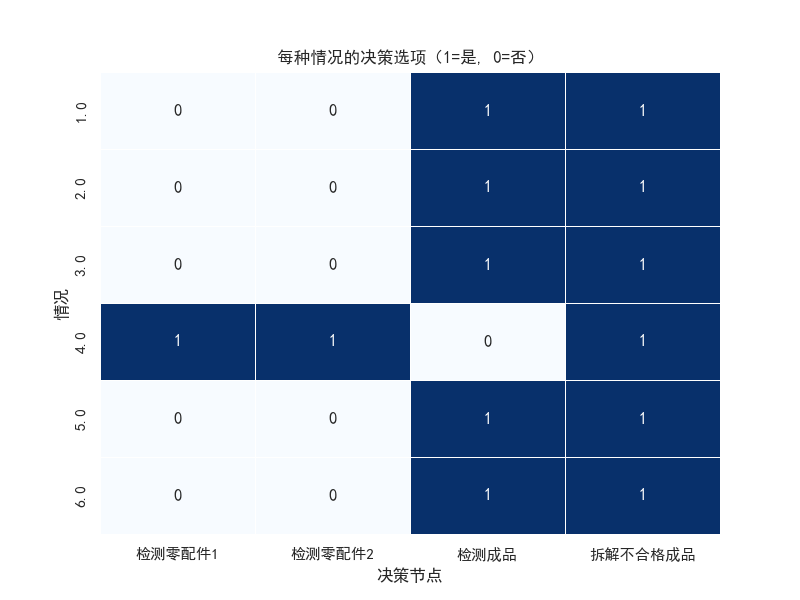 每种情况的决策选项（1=是, 0=否）
1.0
0 0 1 1
2.0
0 0 1 1
3.0
0 0 1 1
情况
4.0
1 1 0 1
5.0
0 0 1 1
6.0
0 0 1 1
检测零配件1 检测零配件2 检测成品 拆解不合格成品
决策节点